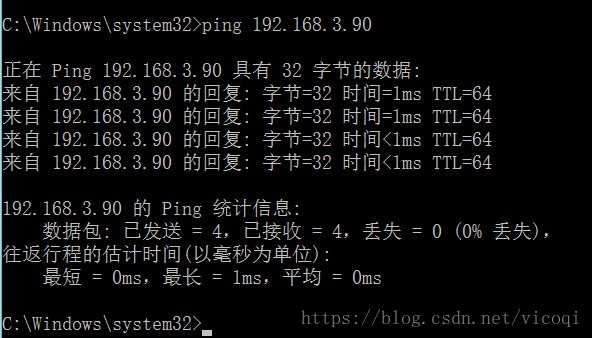 C:\Windows\system32>ping 192.168.3.90
正在 Ping 192.168.3.90 具有 32 字节的数据:
来自 192.168.3.90 的回复: 字节=32 时间=1ms TTL=64
来自 192.168.3.90 的回复: 字节=32 时间=1ms TTL=64
来自 192.168.3.90 的回复: 字节=32 时间<1ms TTL=64
来自 192.168.3.90 的回复: 字节=32 时间<1ms TTL=64
192.168.3.90 的 Ping 统计信息:
数据包: 已发送 = 4，已接收 = 4，丢失 = 0 (0% 丢失)，
往返行程的估计时间(以毫秒为单位):
最短 = 0ms，最长 = 1ms，平均 = 0ms
C:\Windows\system32>
https://blog.csdn.net/vicoqi